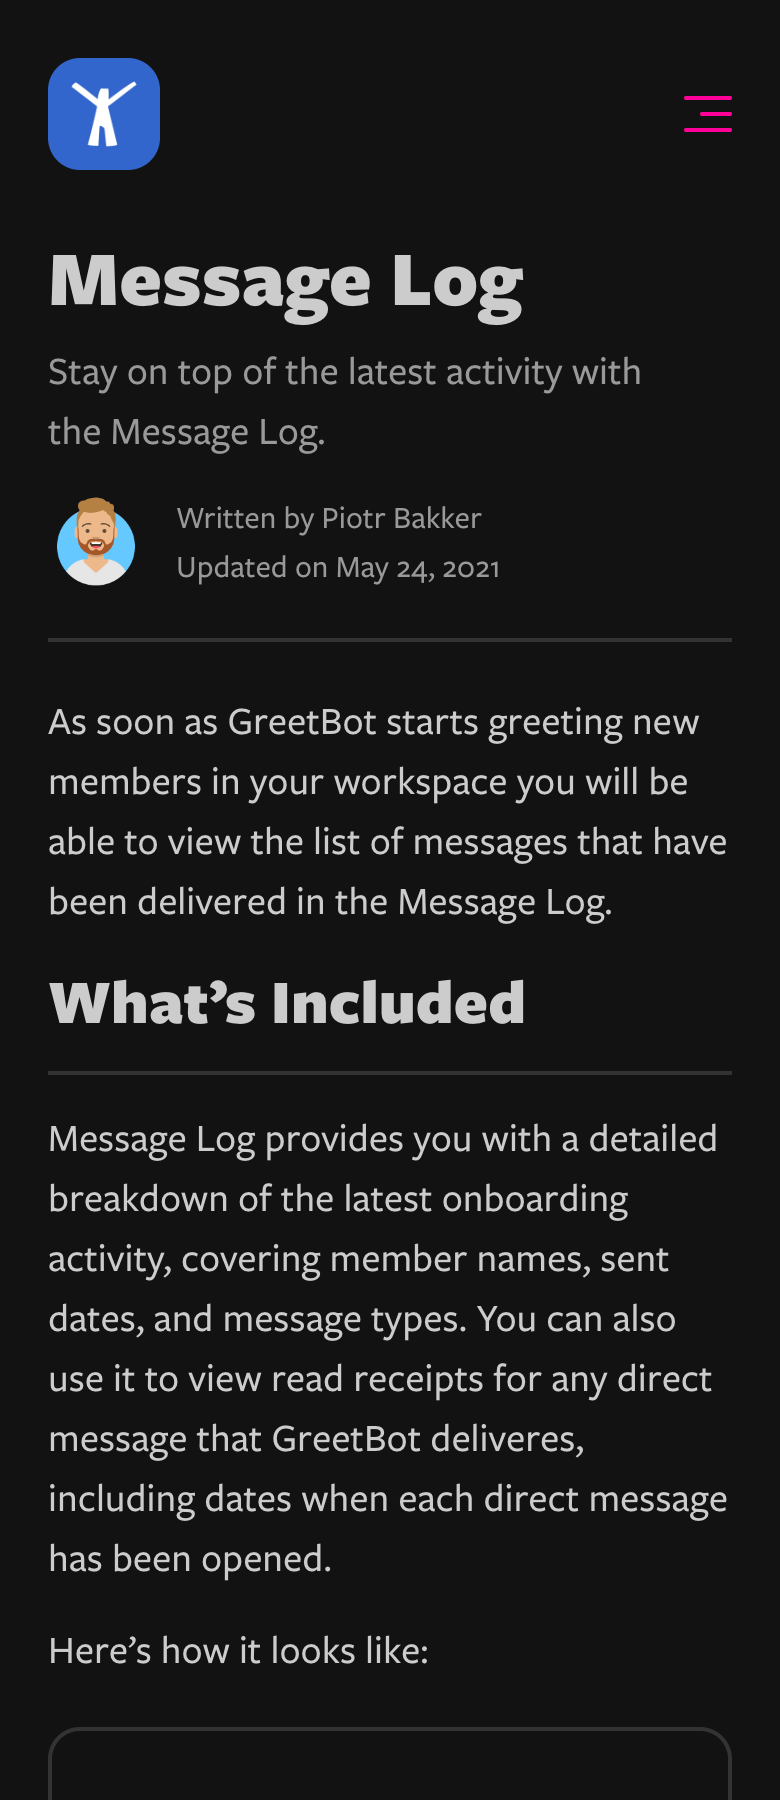 Message Log
Stay on top of the latest activity with
the Message Log.
Written by Piotr Bakker
Updated on May 24, 2021
As soon as GreetBot starts greeting new
members in your workspace you will be
able to view the list of messages that have
been delivered in the Message Log.
What’s Included
Message Log provides you with a detailed
breakdown of the latest onboarding
activity, covering member names, sent
dates, and message types. You can also
use it to view read receipts for any direct
message that GreetBot deliveres,
including dates when each direct message
has been opened.
Here’s how it looks like: